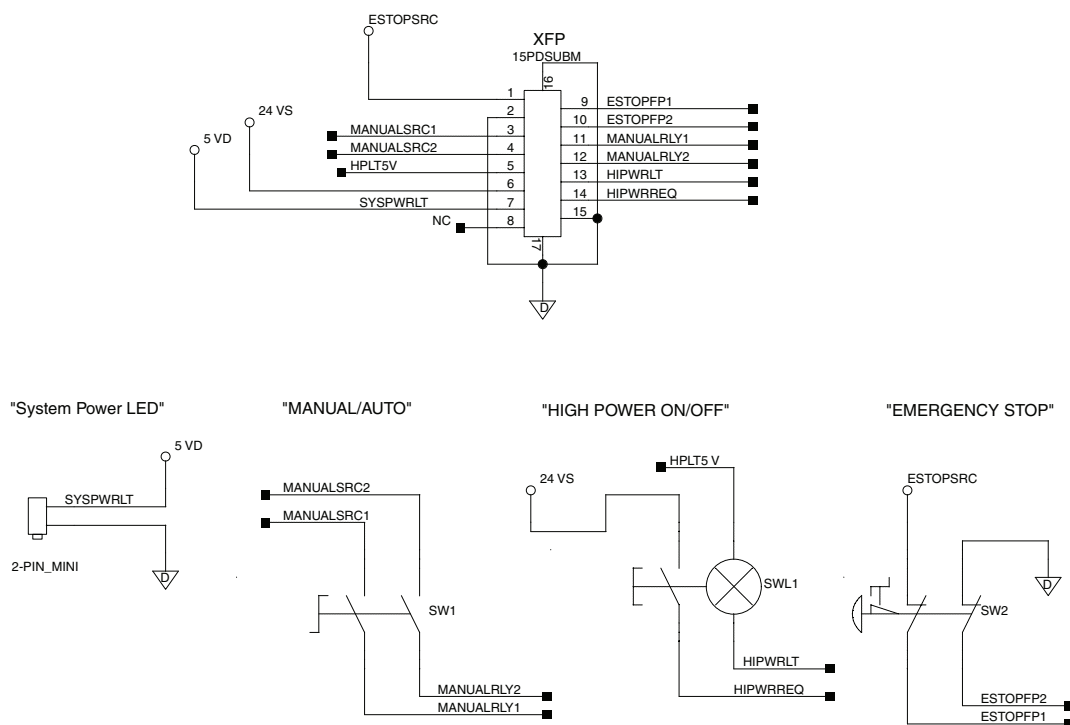 ESTOPSRC
XFP
15PDSUBM
16
24 VS
5 VD
1
2
MANUALSRC1 3
MANUALSRC2 4
HPLT5V 5
6
SYSPWRLT 7
NC 8
9 ESTOPFP1
10 ESTOPFP2
11 MANUALRLY1
12 MANUALRLY2
13 HIPWRLT
14 HIPWRREQ
15
17
D
"System Power LED"
5 VD
SYSPWRLT
2-PIN_MINI
D
"MANUAL/AUTO"
MANUALSRC2
MANUALSRC1
SW1
MANUALRLY2
MANUALRLY1
"HIGH POWER ON/OFF"
HPLT5 V
24 VS
SWL1
HIPWRLT
HIPWRREQ
"EMERGENCY STOP"
ESTOPSRC
D
SW2
ESTOPFP2
ESTOPFP1